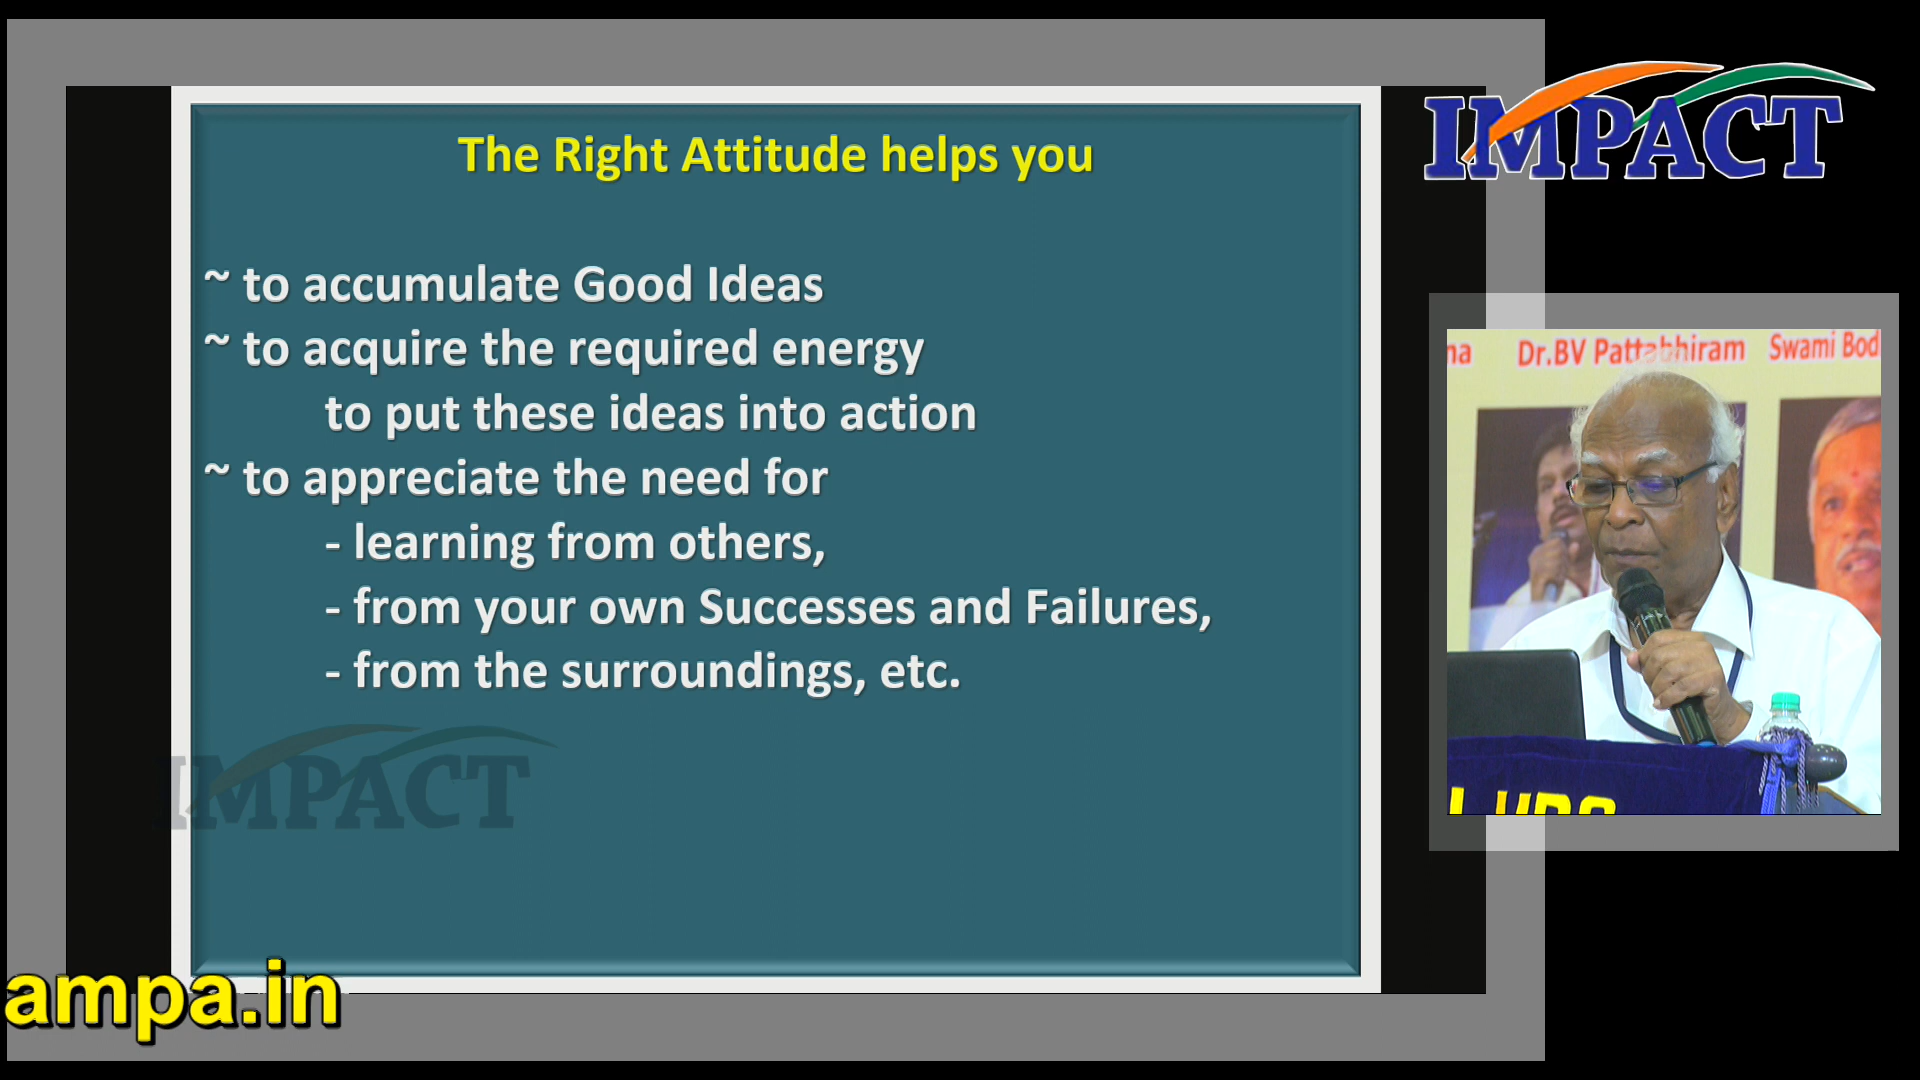 The Right Attitude helps you
~ to accumulate Good Ideas
~ to acquire the required energy
to put these ideas into action
~ to appreciate the need for
- learning from others,
- from your own Successes and Failures,
- from the surroundings, etc.
IMPACT
ampa.in
IMPACT
na Dr.BV Pattabhiram Swami Bod